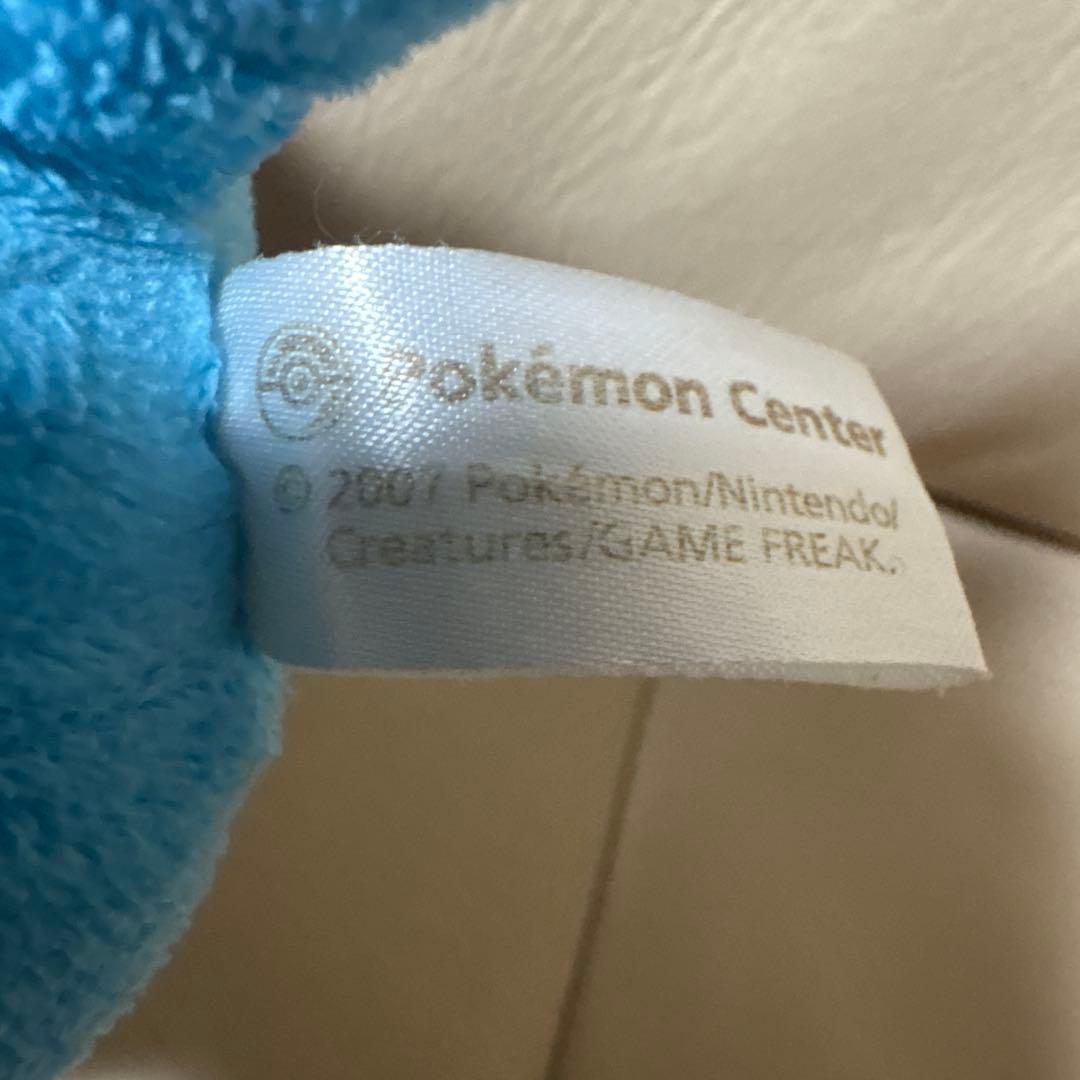 Pokémon Center
© 2007 Pokémon/Nintendo/
Creatures/GAME FREAK.